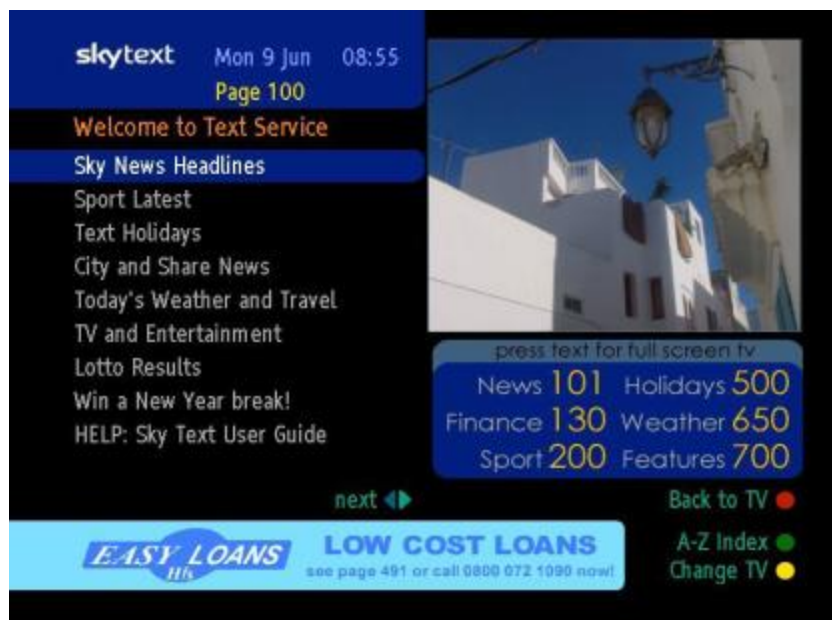 skytext Mon 9 Jun 08:55
Page 100
Welcome to Text Service
Sky News Headlines
Sport Latest
Text Holidays
City and Share News
Today's Weather and Travel
TV and Entertainment
Lotto Results
Win a New Year break!
HELP: Sky Text User Guide
next
press text for full screen tv
News 101 Holidays 500
Finance 130 Weather 650
Sport 200 Features 700
Back to TV
A-Z Index
Change TV
EASY LOANS
Hfs
LOW COST LOANS
see page 491 or call 0800 072 1090 now!